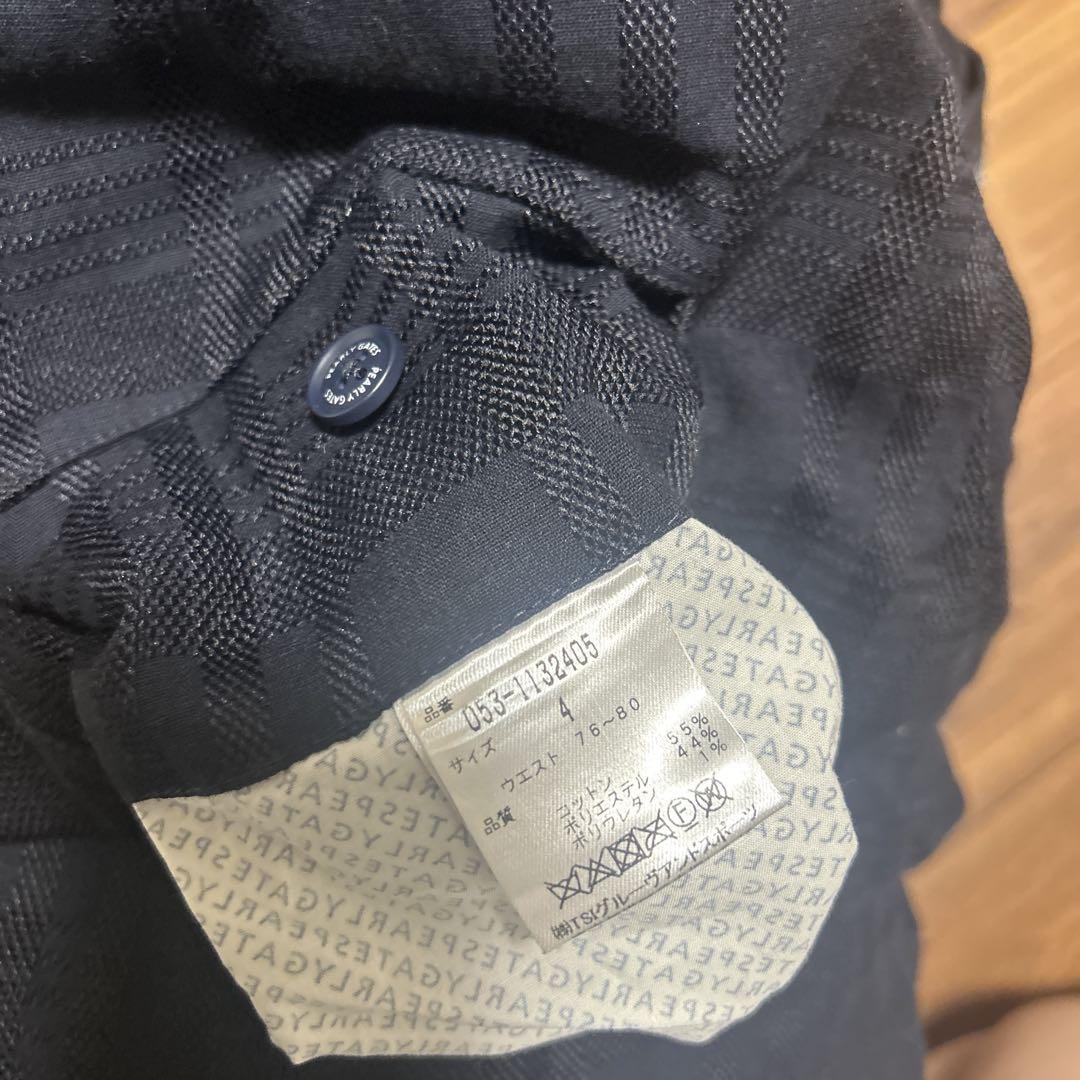 PEARLY GATES PEARLY GATES
品番 053-1132405
サイズ 4
ウエスト 76~80
品質 コットン 55%
ポリエステル 44%
ポリウレタン 1%
㈱TSIグルーヴアンドスポーツ
PEARLYGATESPEARLYGATES